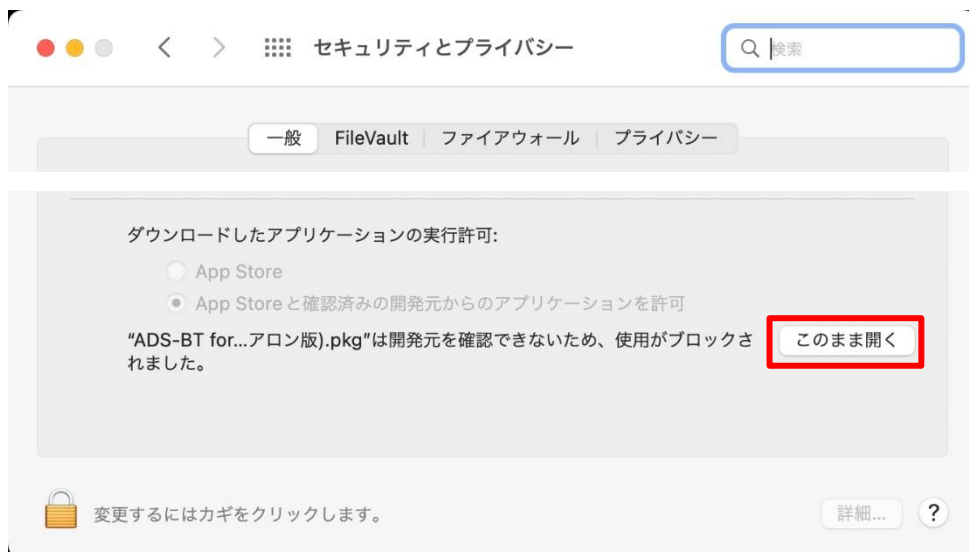 セキュリティとプライバシー
検索
一般 FileVault ファイアウォール プライバシー
ダウンロードしたアプリケーションの実行許可:
App Store
App Storeと確認済みの開発元からのアプリケーションを許可
“ADS-BT for...アロン版).pkg”は開発元を確認できないため、使用がブロックさ
れました。
このまま開く
変更するにはカギをクリックします。
詳細...
?